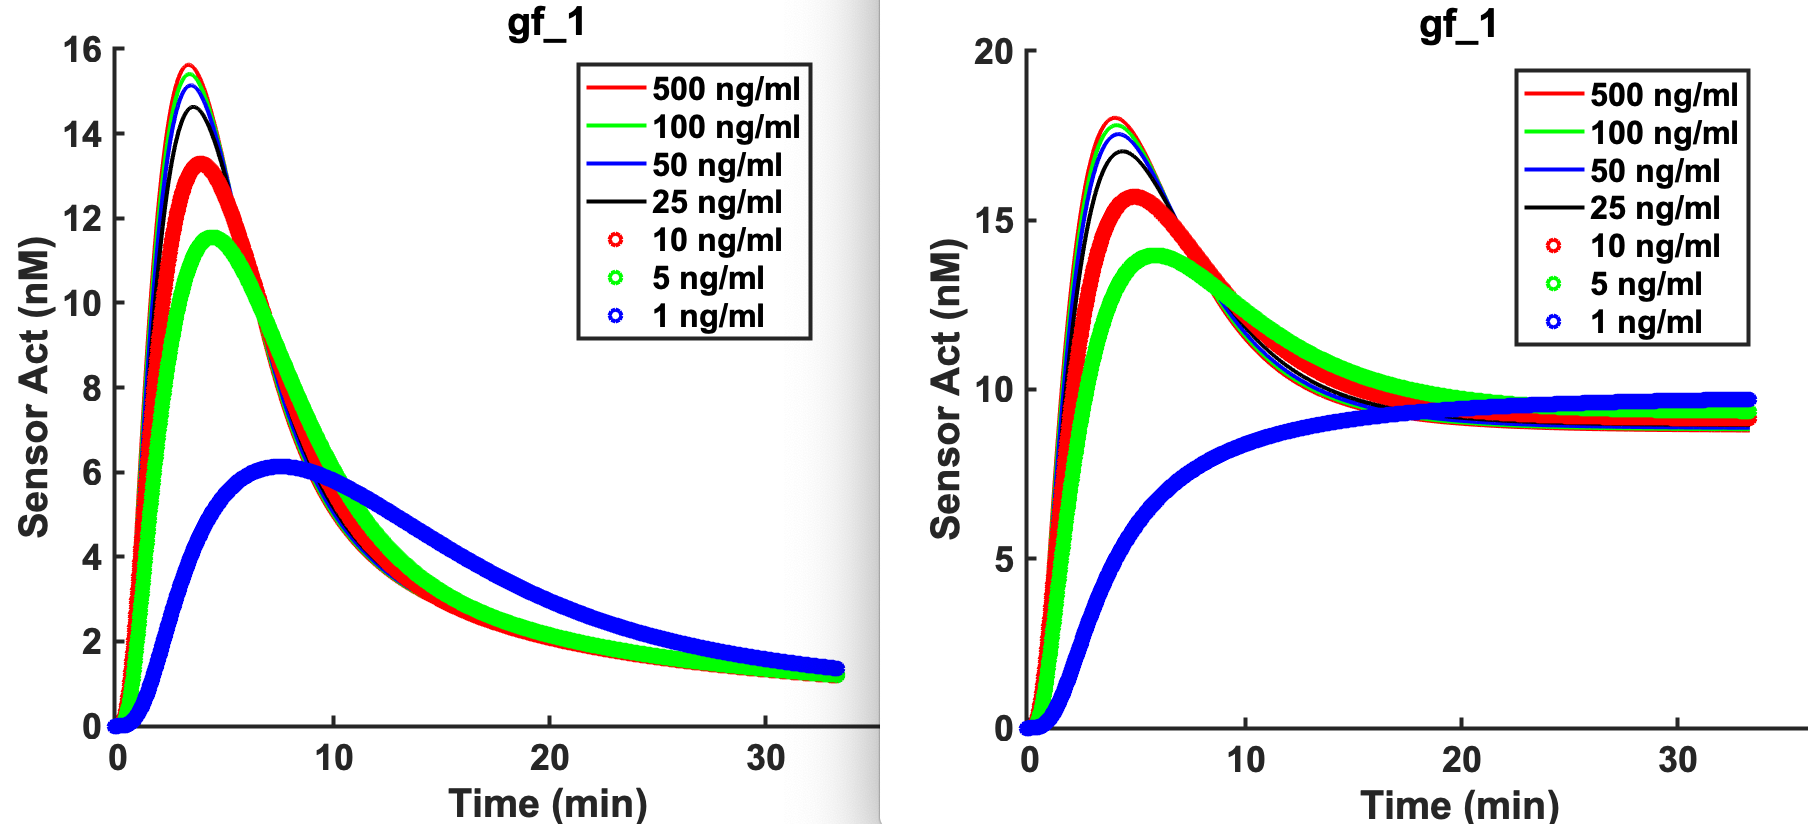 gf_1
16
14
12
10
8
6
4
2
0
Sensor Act (nM)
500 ng/ml
100 ng/ml
50 ng/ml
25 ng/ml
10 ng/ml
5 ng/ml
1 ng/ml
0 10 20 30
Time (min)
gf_1
20
15
10
5
0
Sensor Act (nM)
500 ng/ml
100 ng/ml
50 ng/ml
25 ng/ml
10 ng/ml
5 ng/ml
1 ng/ml
0 10 20 30
Time (min)